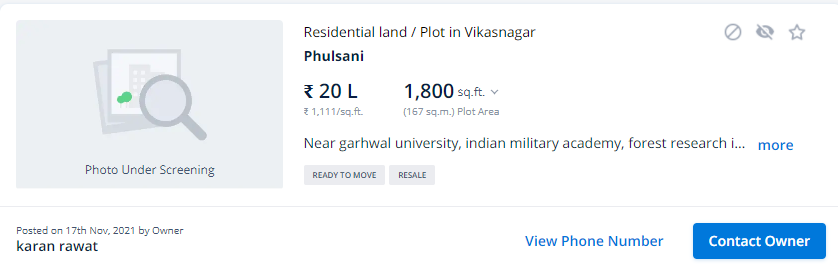 Residential land / Plot in Vikasnagar
Phulsani
₹ 20 L
₹ 1,111/sq.ft.
1,800 sq.ft.
(167 sq.m.) Plot Area
Photo Under Screening
Near garhwal university, indian military academy, forest research i... more
READY TO MOVE RESALE
Posted on 17th Nov, 2021 by Owner
karan rawat
View Phone Number
Contact Owner